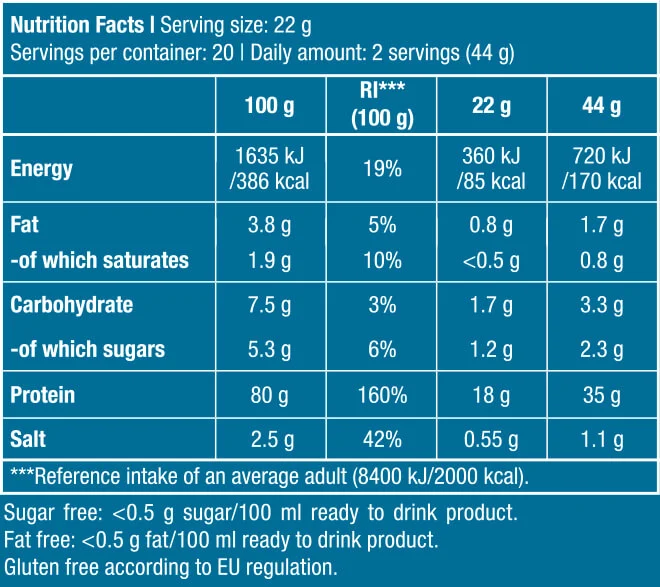 Nutrition Facts | Serving size: 22 g
Servings per container: 20 | Daily amount: 2 servings (44 g)
100 g RI*** (100 g) 22 g 44 g
Energy 1635 kJ /386 kcal 19% 360 kJ /85 kcal 720 kJ /170 kcal
Fat 3.8 g 5% 0.8 g 1.7 g
-of which saturates 1.9 g 10% <0.5 g 0.8 g
Carbohydrate 7.5 g 3% 1.7 g 3.3 g
-of which sugars 5.3 g 6% 1.2 g 2.3 g
Protein 80 g 160% 18 g 35 g
Salt 2.5 g 42% 0.55 g 1.1 g
***Reference intake of an average adult (8400 kJ/2000 kcal).
Sugar free: <0.5 g sugar/100 ml ready to drink product.
Fat free: <0.5 g fat/100 ml ready to drink product.
Gluten free according to EU regulation.